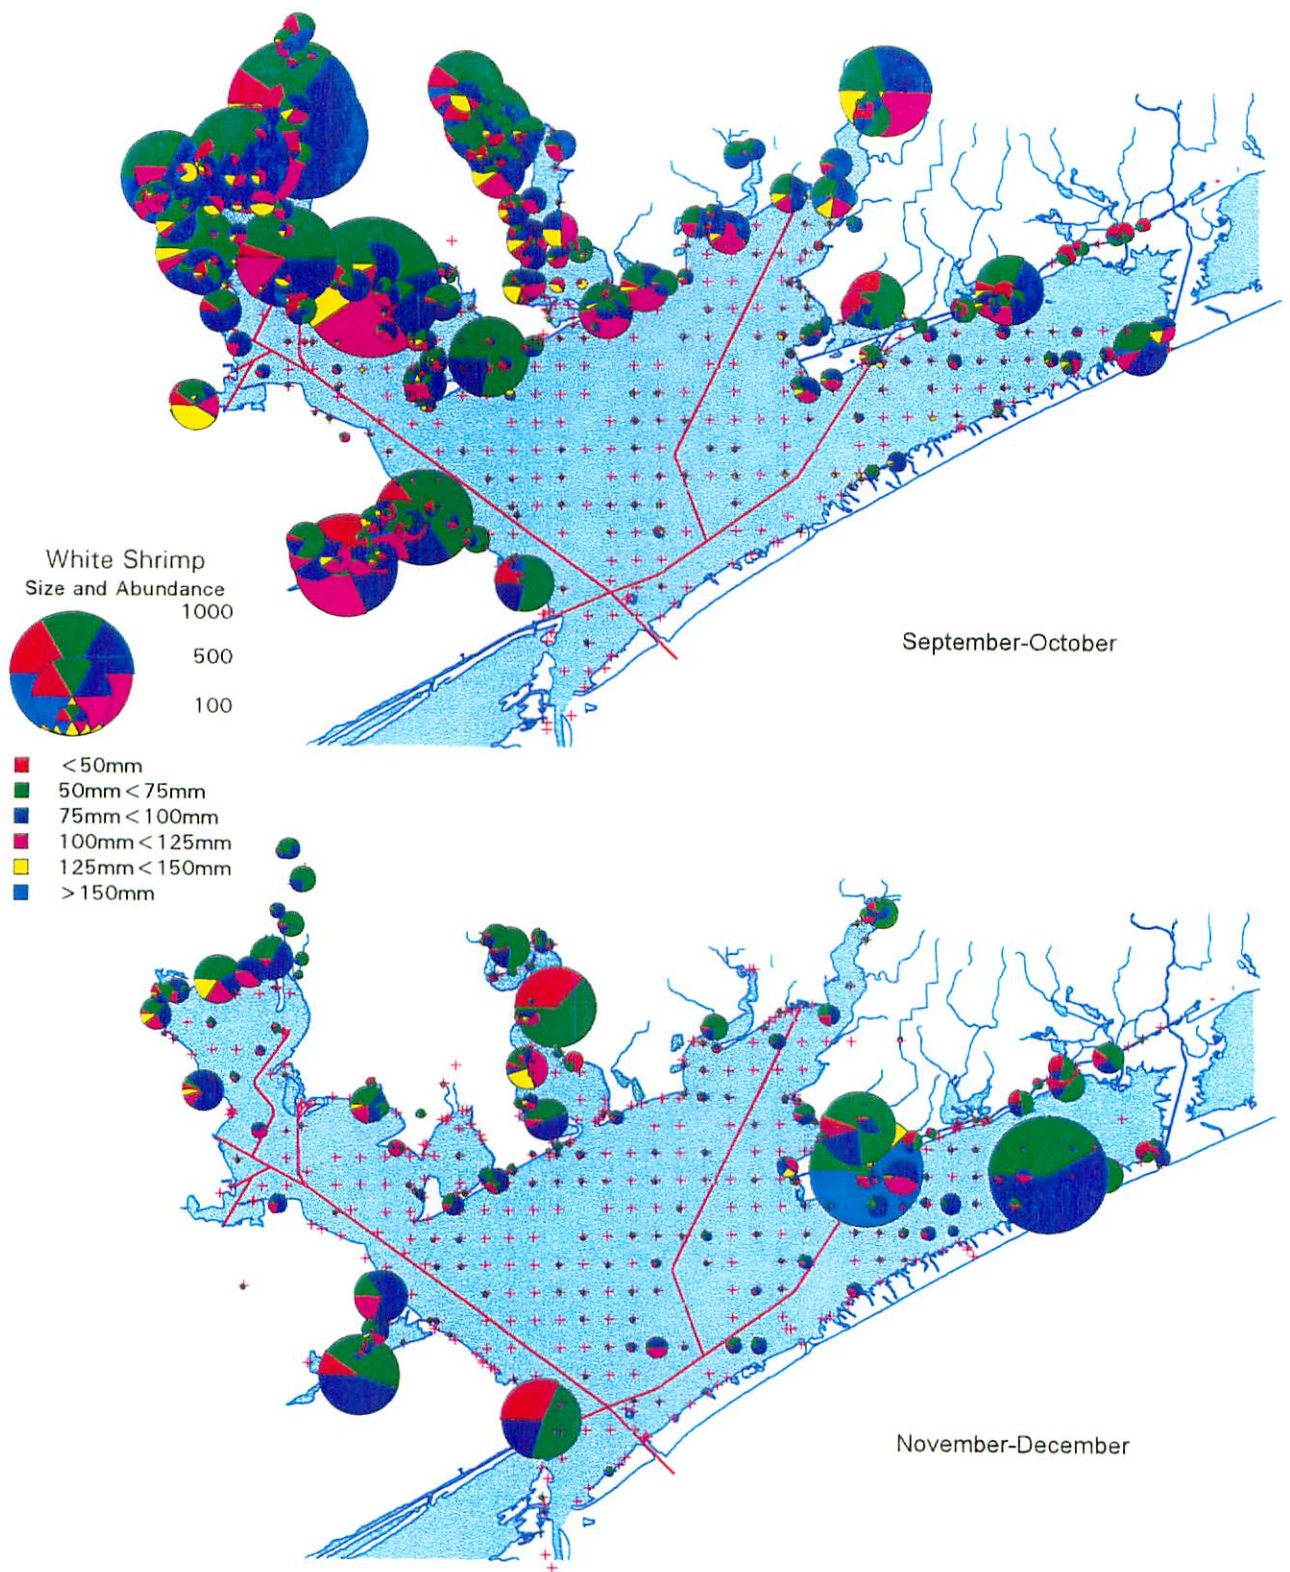 White Shrimp
Size and Abundance
1000
500
100
September-October
<50mm
50mm<75mm
75mm<100mm
100mm<125mm
125mm<150mm
>150mm
November-December